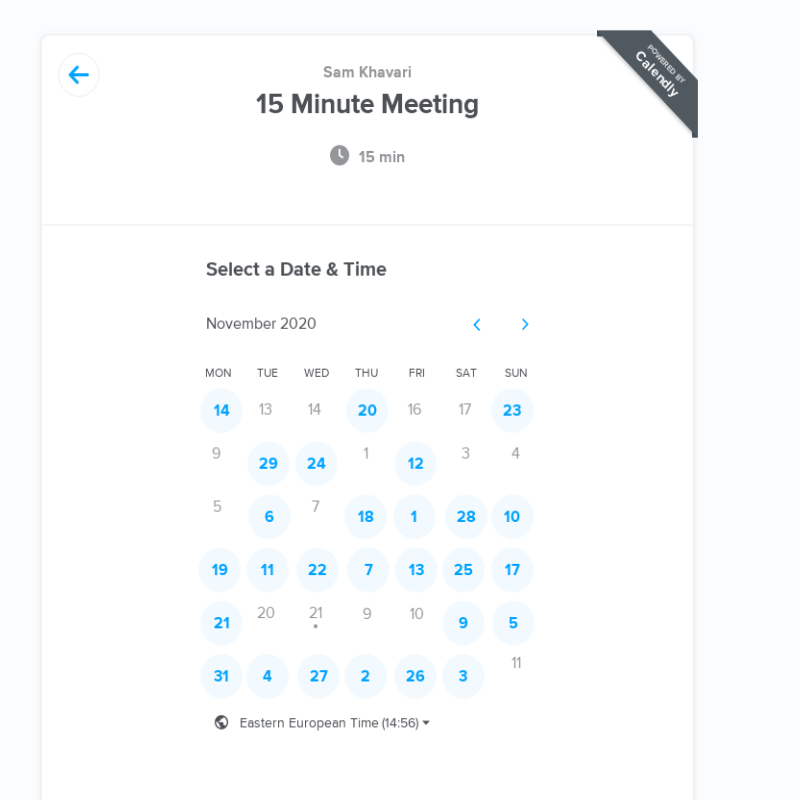 Sam Khavari
POWERED BY
Calendly
15 Minute Meeting
15 min
Select a Date & Time
November 2020
MON TUE WED THU FRI SAT SUN
14 13 14 20 16 17 23
9 29 24 1 12 3 4
5 6 7 18 1 28 10
19 11 22 7 13 25 17
21 20 21 9 10 9 5
31 4 27 2 26 3 11
Eastern European Time (14:56)